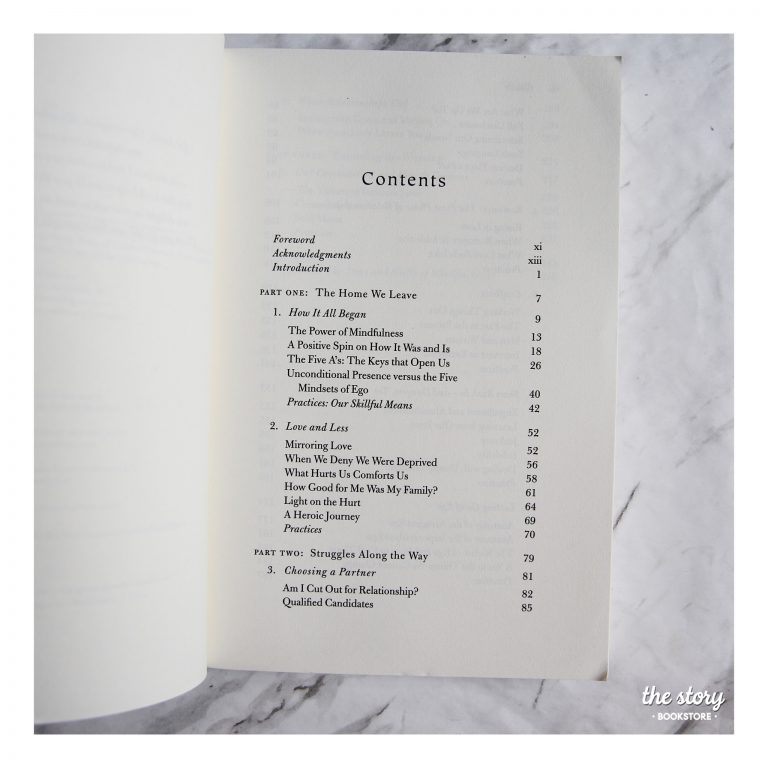 Contents
Foreword xi
Acknowledgments xiii
Introduction 1
PART ONE: The Home We Leave 7
1. How It All Began 9
The Power of Mindfulness 13
A Positive Spin on How It Was and Is 18
The Five A's: The Keys that Open Us 26
Unconditional Presence versus the Five
Mindsets of Ego 40
Practices: Our Skillful Means 42
2. Love and Less 52
Mirroring Love 52
When We Deny We Were Deprived 56
What Hurts Us Comforts Us 58
How Good for Me Was My Family? 61
Light on the Hurt 64
A Heroic Journey 69
Practices 70
PART TWO: Struggles Along the Way 79
3. Choosing a Partner 81
Am I Cut Out for Relationship? 82
Qualified Candidates 85
the story
• BOOKSTORE •